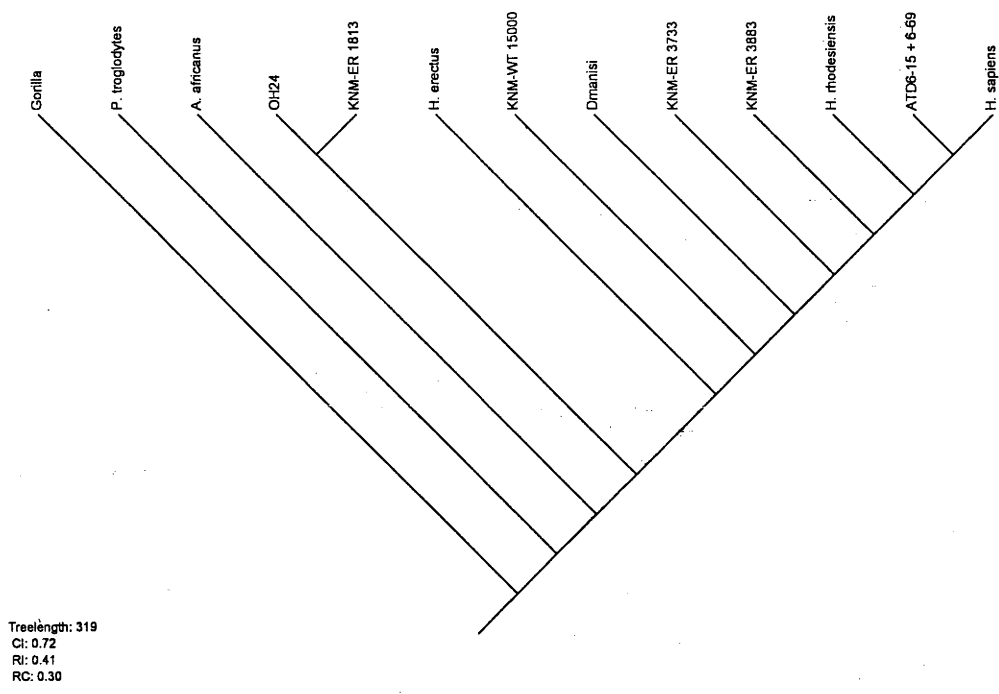 Gorilla
P. troglodytes
A. africanus
OH24
KNM-ER 1813
H. erectus
KNM-WT 15000
Dmanisi
KNM-ER 3733
KNM-ER 3883
H. rhodesiensis
ATD6-15 + 6-69
H. sapiens
Treelength: 319
CI: 0.72
RI: 0.41
RC: 0.30